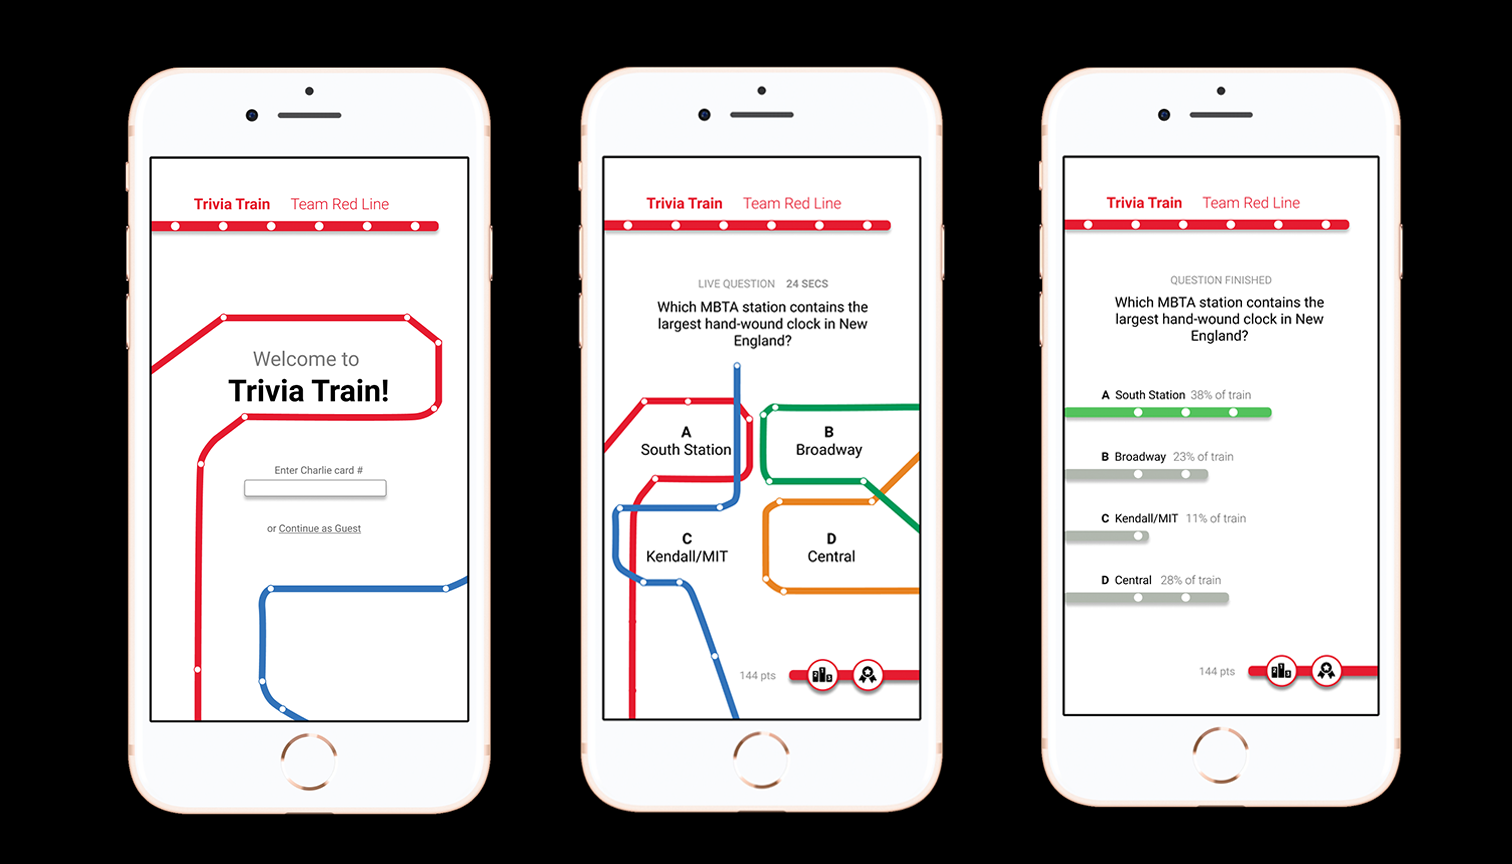 Trivia Train Team Red Line
Welcome to
Trivia Train!
Enter Charlie card #
or Continue as Guest
Trivia Train Team Red Line
LIVE QUESTION 24 SECS
Which MBTA station contains the
largest hand-wound clock in New
England?
A
South Station
B
Broadway
C
Kendall/MIT
D
Central
144 pts
Trivia Train Team Red Line
QUESTION FINISHED
Which MBTA station contains the
largest hand-wound clock in New
England?
A South Station 38% of train
B Broadway 23% of train
C Kendall/MIT 11% of train
D Central 28% of train
144 pts